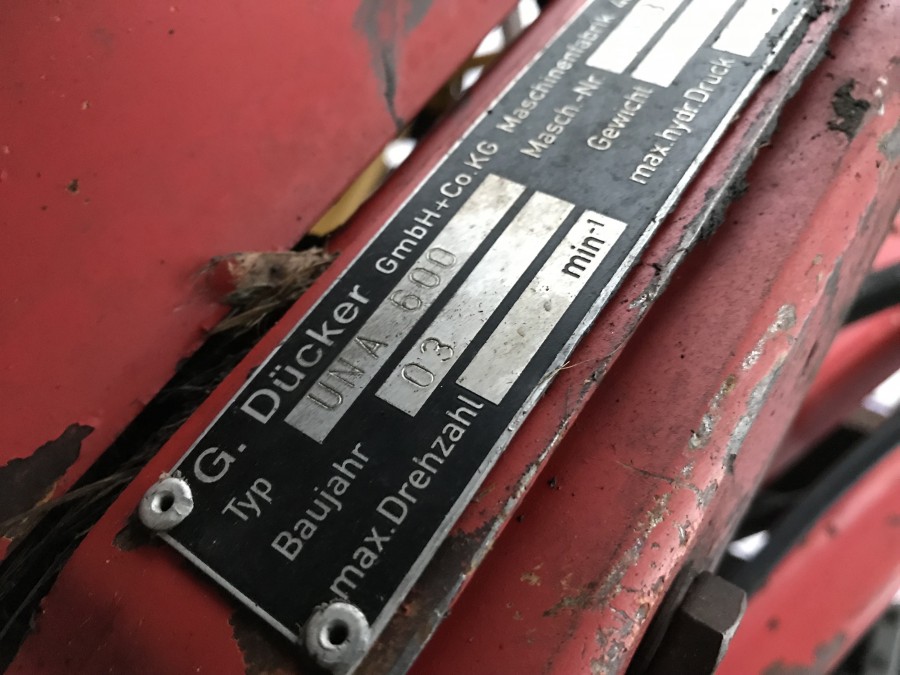 G. Dücker GmbH+Co.KG Maschinenfabrik
Typ UNA 600 Masch.-Nr
Baujahr 03 Gewicht
max.Drehzahl min-¹ max.hydr.Druck